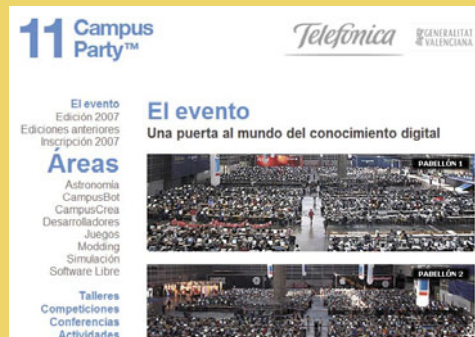 11 Campus
Party™
Telefónica
GENERALITAT
VALENCIANA
El evento
Edición 2007
Ediciones anteriores
Inscripción 2007
Áreas
Astronomía
CampusBot
CampusCrea
Desarrolladores
Juegos
Modding
Simulación
Software Libre
Talleres
Competiciones
Conferencias
Actividades
El evento
Una puerta al mundo del conocimiento digital
PABELLÓN 1
PABELLÓN 2